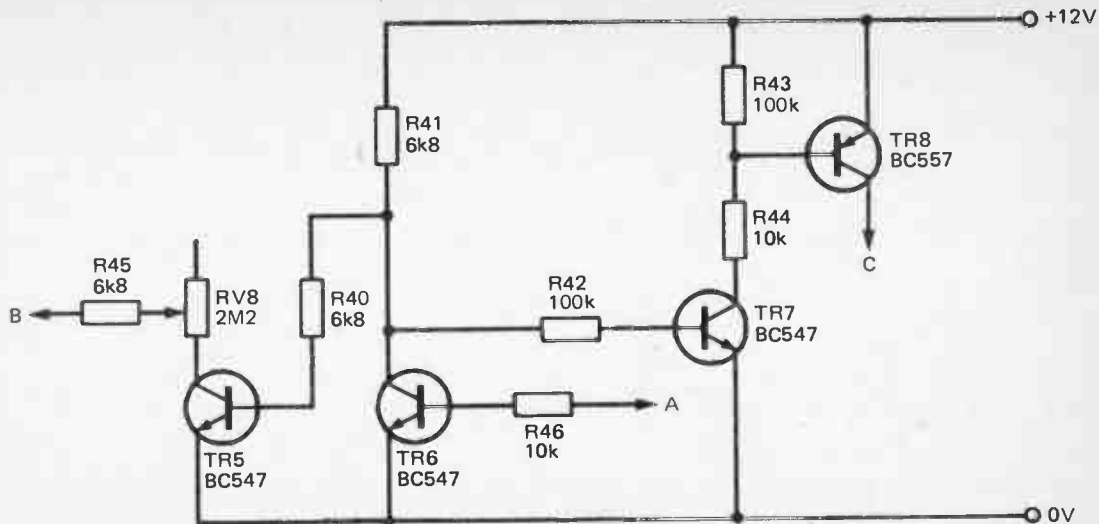 +12V
R43
100k
R41
6k8
TR8
BC557
R44
10k
C
R45
6k8
RV8
2M2
R40
6k8
R42
100k
B
TR7
BC547
A
R46
10k
TR5
BC547
TR6
BC547
0V